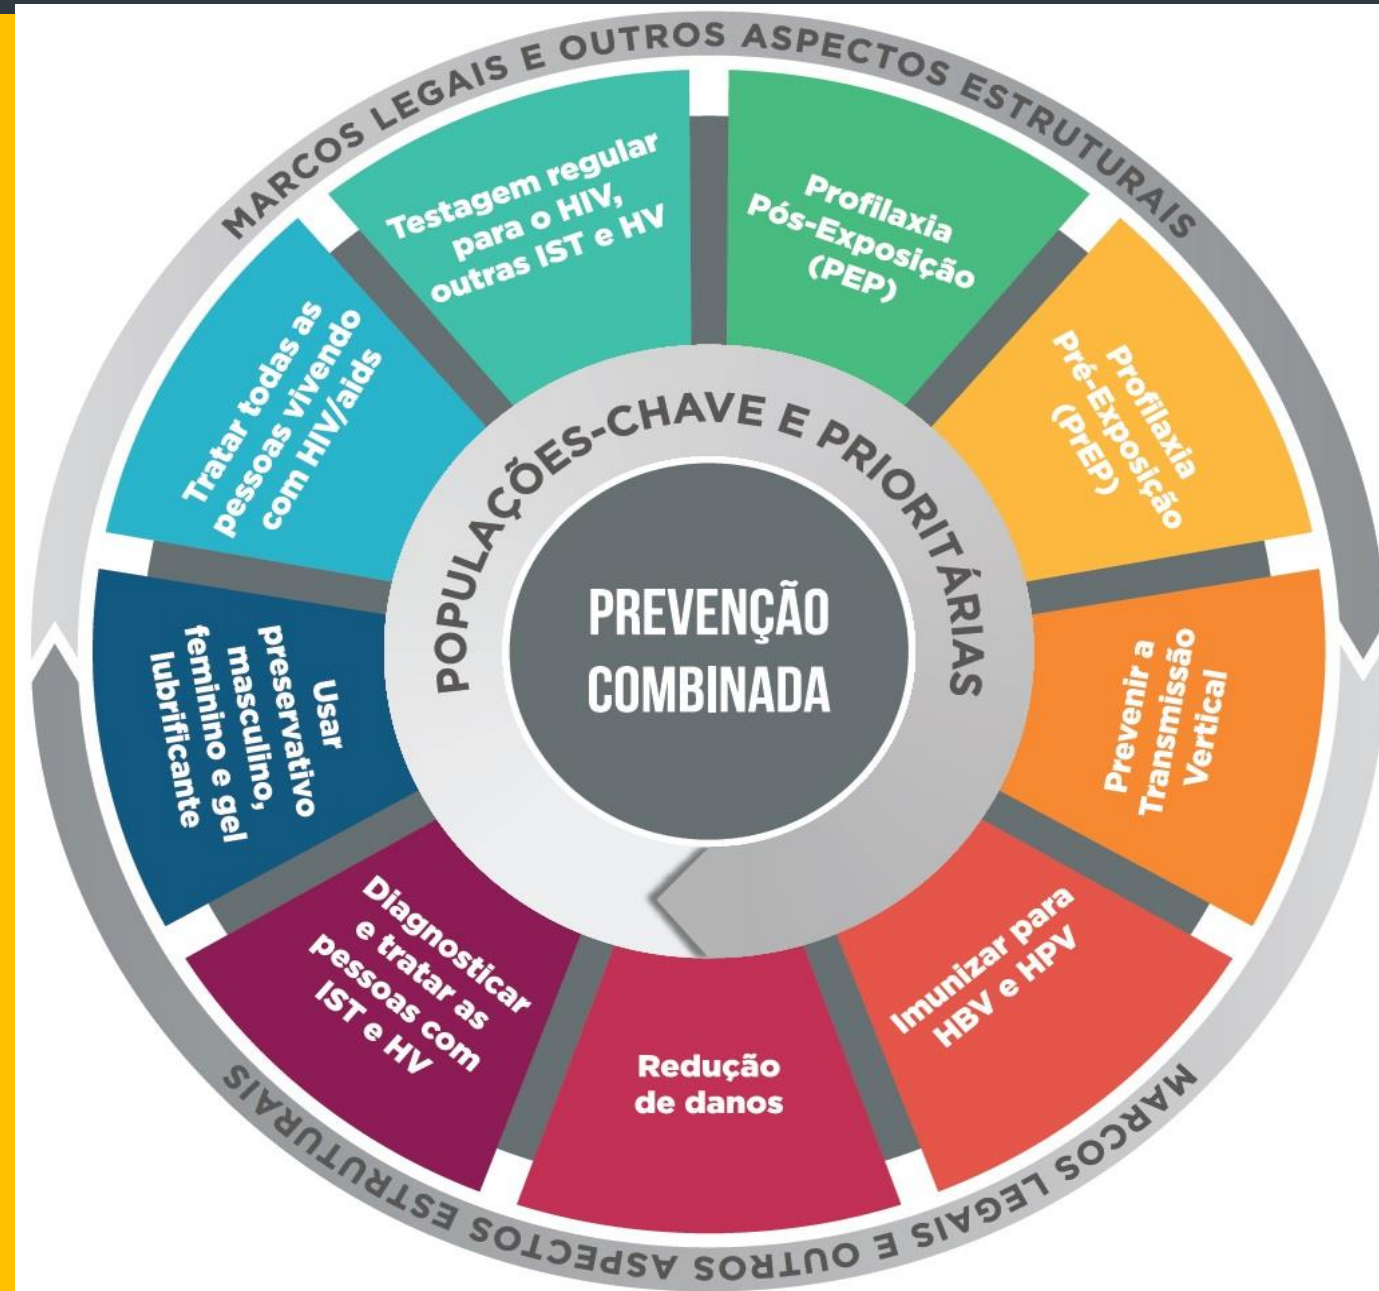 MARCOS LEGAIS E OUTROS ASPECTOS ESTRUTURAIS
Testagem regular
para o HIV,
outras IST e HV
Profilaxia
Pós-Exposição
(PEP)
Profilaxia
Pré-Exposição
(PrEP)
Prevenir a
Transmissão
Vertical
Imunizar para
HBV e HPV
Redução
de danos
Diagnosticar
e tratar as
pessoas com
IST e HV
Usar
preservativo
masculino,
feminino e gel
lubrificante
Tratar todas as
pessoas vivendo
com HIV/aids
POPULAÇÕES-CHAVE E PRIORITÁRIAS
PREVENÇÃO
COMBINADA
MARCOS LEGAIS E OUTROS ASPECTOS ESTRUTURAIS